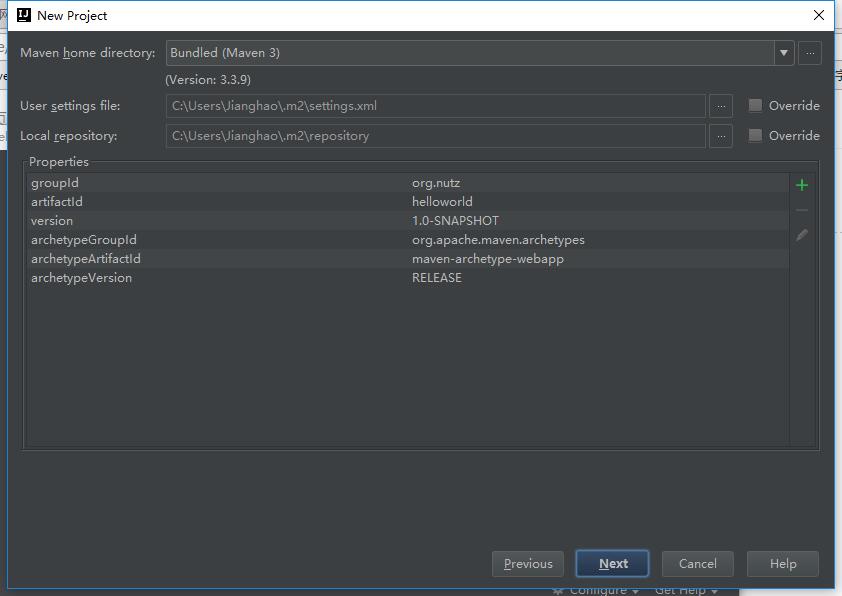 New Project
Maven home directory: Bundled (Maven 3) ...
(Version: 3.3.9)
User settings file: C:\Users\Jianghao\.m2\settings.xml ... Override
Local repository: C:\Users\Jianghao\.m2\repository ... Override
Properties
groupId org.nutz
artifactId helloworld
version 1.0-SNAPSHOT
archetypeGroupId org.apache.maven.archetypes
archetypeArtifactId maven-archetype-webapp
archetypeVersion RELEASE
Previous Next Cancel Help
Configure Get Help